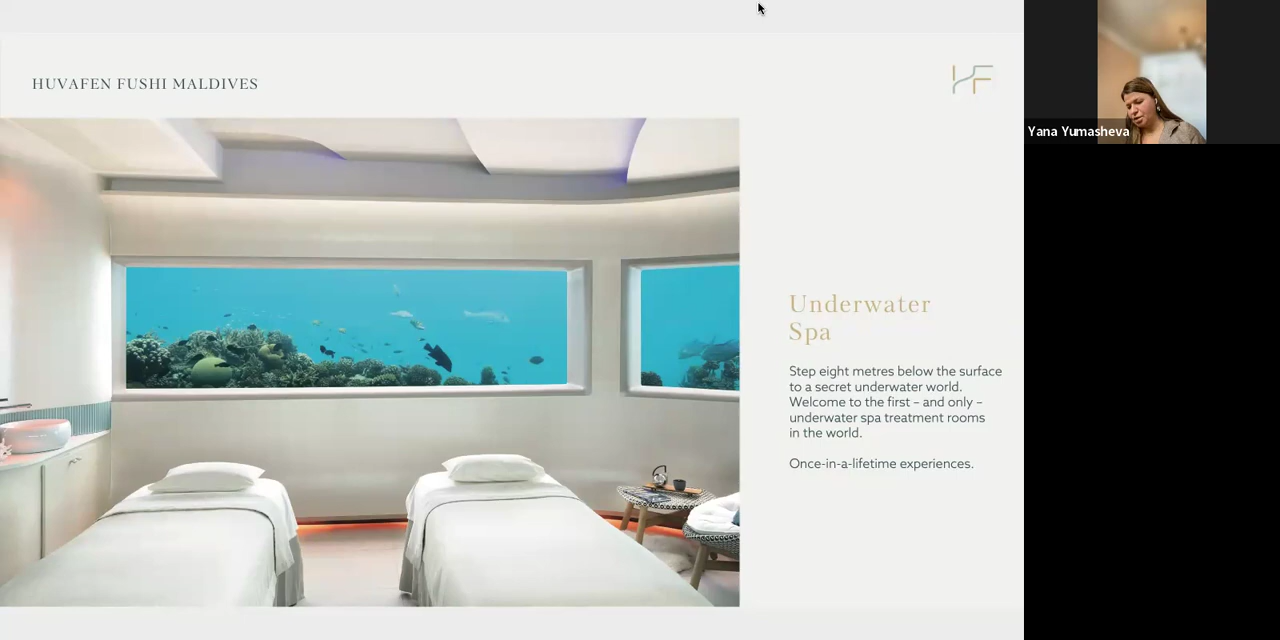 HUVAFEN FUSHI MALDIVES
HF
Yana Yumasheva
Underwater
Spa
Step eight metres below the surface
to a secret underwater world.
Welcome to the first – and only –
underwater spa treatment rooms
in the world.
Once-in-a-lifetime experiences.